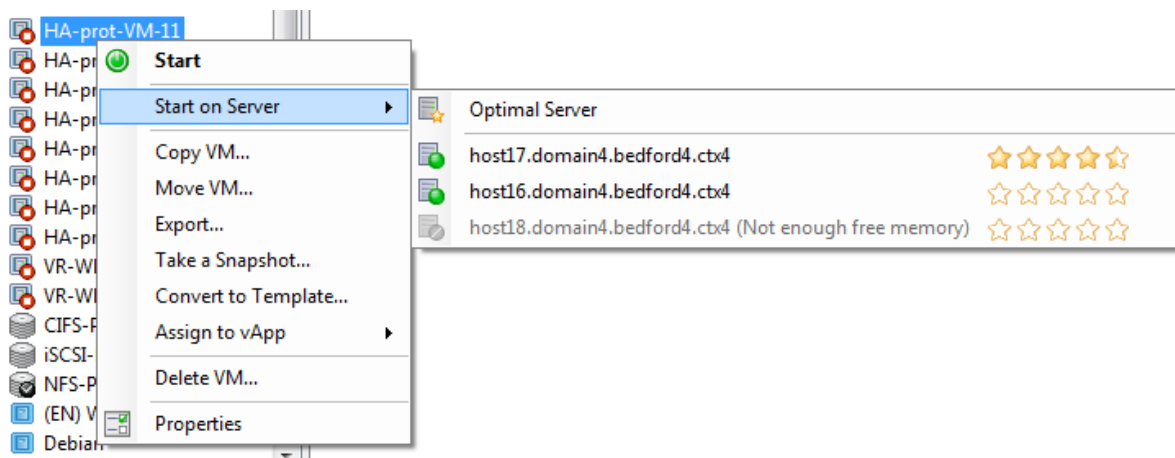 HA-prot-VM-11
HA-pr
HA-pr
HA-pr
HA-pr
HA-pr
HA-pr
HA-pr
VR-WI
VR-WI
CIFS-P
iSCSI-
NFS-P
(EN) V
Debian
Start
Start on Server
Copy VM...
Move VM...
Export...
Take a Snapshot...
Convert to Template...
Assign to vApp
Delete VM...
Properties
Optimal Server
host17.domain4.bedford4.ctx4
host16.domain4.bedford4.ctx4
host18.domain4.bedford4.ctx4 (Not enough free memory)